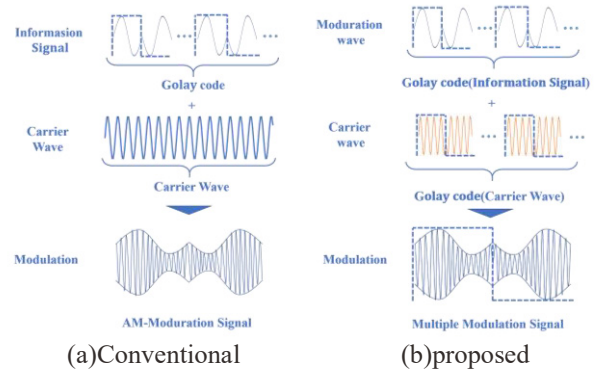 Informasion
Signal
Golay code
+
Carrier
Wave
Carrier Wave
Modulation
AM-Moduration Signal
(a)Conventional
Moduration
wave
Golay code(Information Signal)
+
Carrier
wave
Golay code(Carrier Wave)
Modulation
Multiple Modulation Signal
(b)proposed